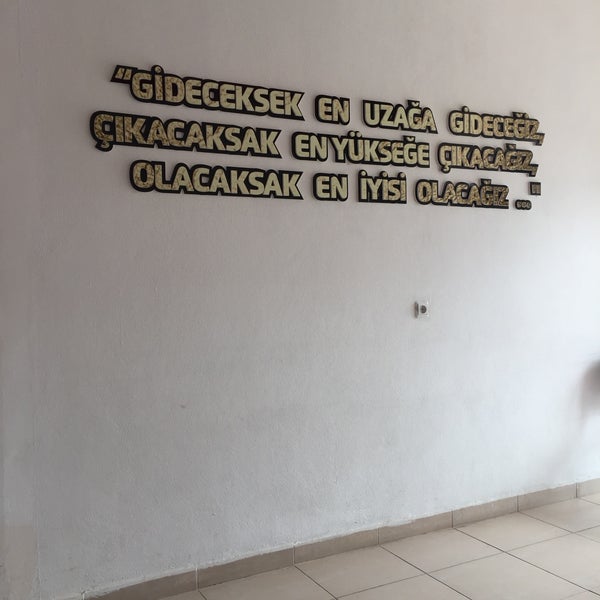 "GİDECEKSEK EN UZAĞA GİDECEĞİZ,
ÇIKACAKSAK EN YÜKSEĞE ÇIKACAĞIZ,
OLACAKSAK EN İYİSİ OLACAĞIZ ..."